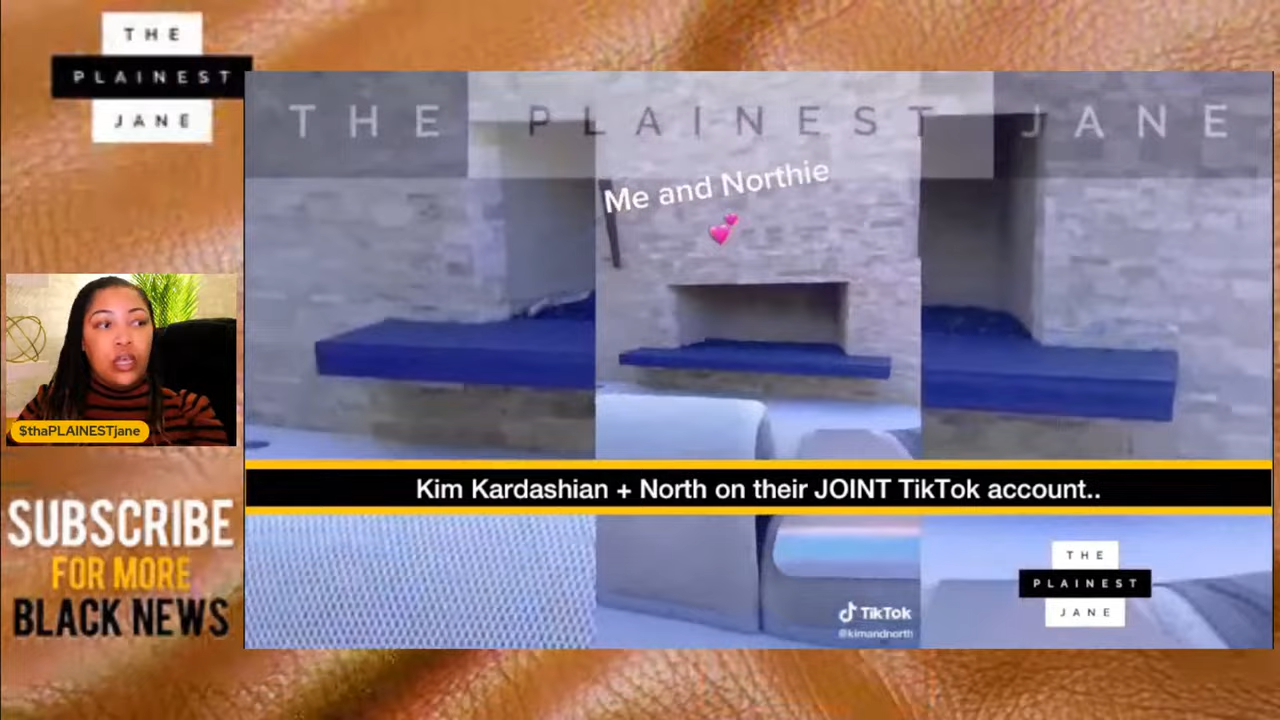 THE
PLAINEST
JANE
THE PLAINEST JANE
Me and Northie
$thaPLAINESTjane
Kim Kardashian + North on their JOINT TikTok account..
SUBSCRIBE
FOR MORE
BLACK NEWS
TikTok
@kimandnorth
THE
PLAINEST
JANE